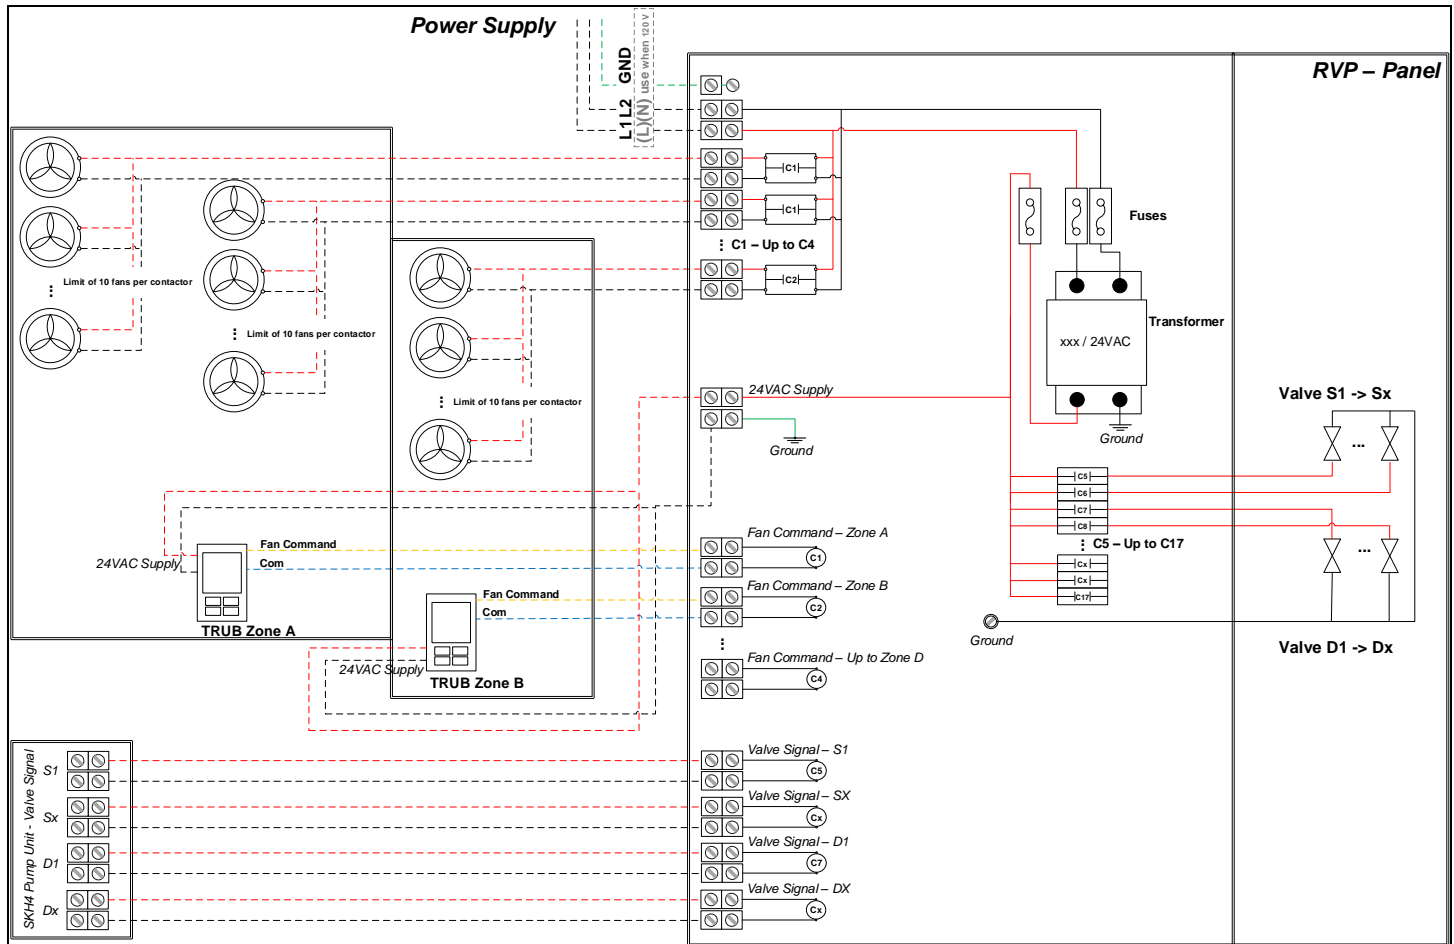 Power Supply
RVP – Panel
L1 L2 GND
(L)(N) use when 120 V
C1
C1
⋮ C1 – Up to C4
C2
Fuses
Transformer
xxx / 24VAC
Ground
Limit of 10 fans per contactor
Limit of 10 fans per contactor
Limit of 10 fans per contactor
24VAC Supply
Ground
Valve S1 -> Sx
...
C5
C6
C7
C8
⋮ C5 – Up to C17
Cx
Cx
C17
...
Valve D1 -> Dx
Ground
Fan Command
Com
24VAC Supply
TRUB Zone A
Fan Command
Com
24VAC Supply
TRUB Zone B
Fan Command – Zone A
C1
Fan Command – Zone B
C2
Fan Command – Up to Zone D
C4
SKH4 Pump Unit - Valve Signal
S1
Sx
D1
Dx
Valve Signal – S1
C5
Valve Signal – SX
Cx
Valve Signal – D1
C7
Valve Signal – DX
Cx